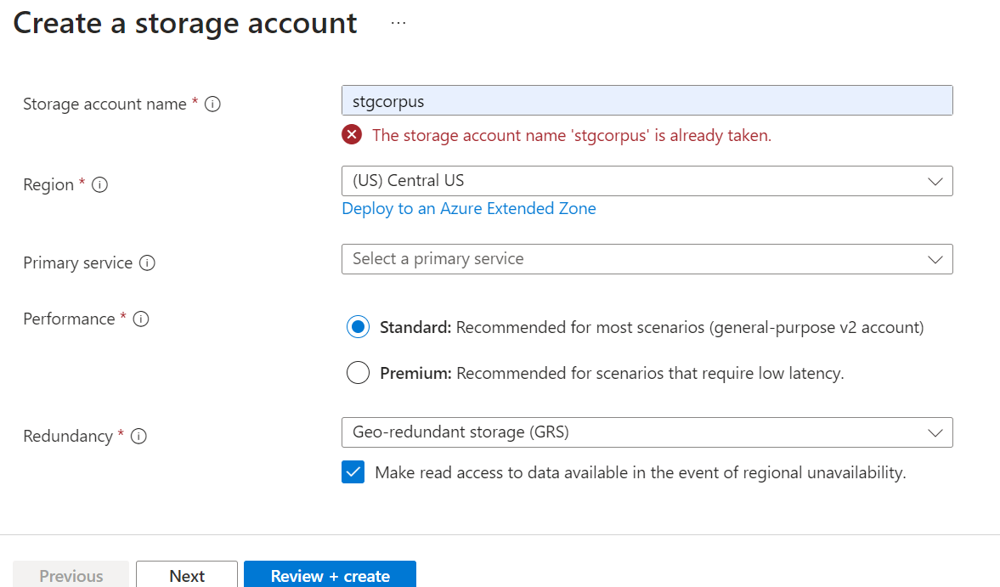 Create a storage account ...
Storage account name *
stgcorpus
The storage account name 'stgcorpus' is already taken.
Region *
(US) Central US
Deploy to an Azure Extended Zone
Primary service
Select a primary service
Performance *
Standard: Recommended for most scenarios (general-purpose v2 account)
Premium: Recommended for scenarios that require low latency.
Redundancy *
Geo-redundant storage (GRS)
Make read access to data available in the event of regional unavailability.
Previous Next Review + create